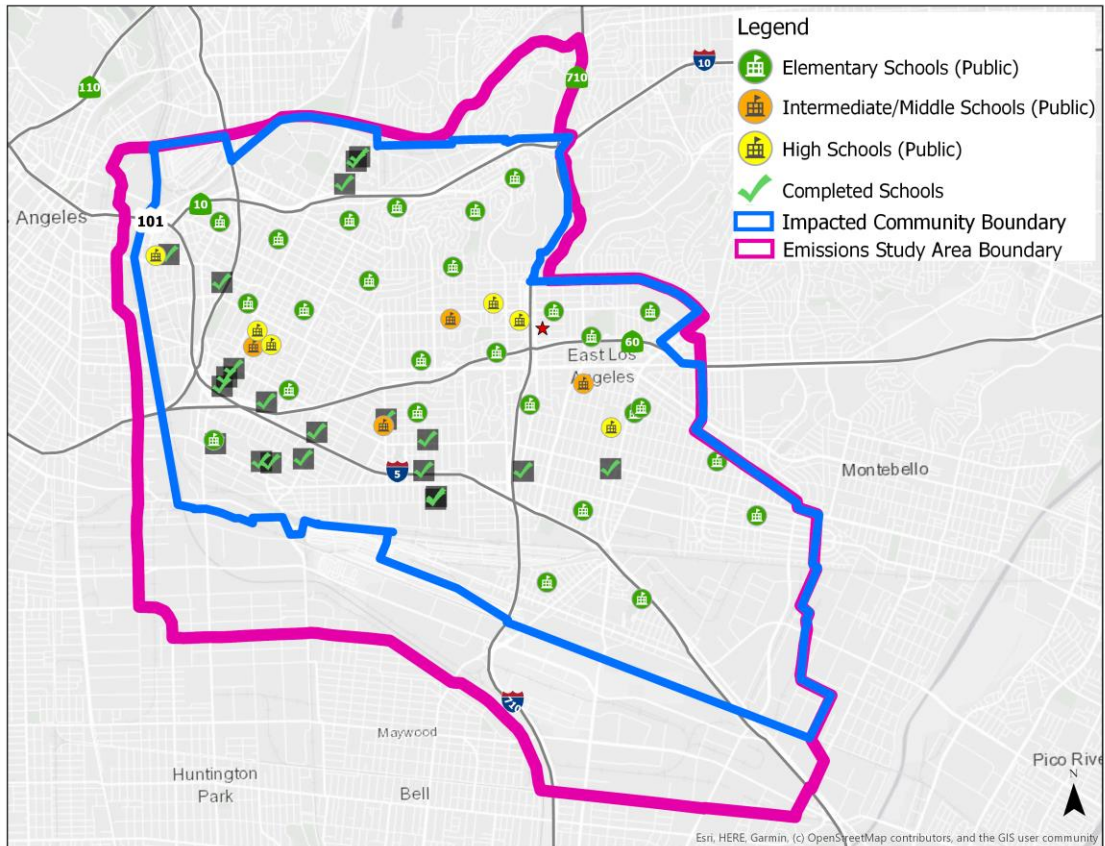 Legend
Elementary Schools (Public)
Intermediate/Middle Schools (Public)
High Schools (Public)
Completed Schools
Impacted Community Boundary
Emissions Study Area Boundary
10
710
110
10
Angeles
101
60
East Los
Angeles
5
Montebello
710
Maywood
Huntington
Park
Bell
Pico Rive
N
Esri, HERE, Garmin, (c) OpenStreetMap contributors, and the GIS user community